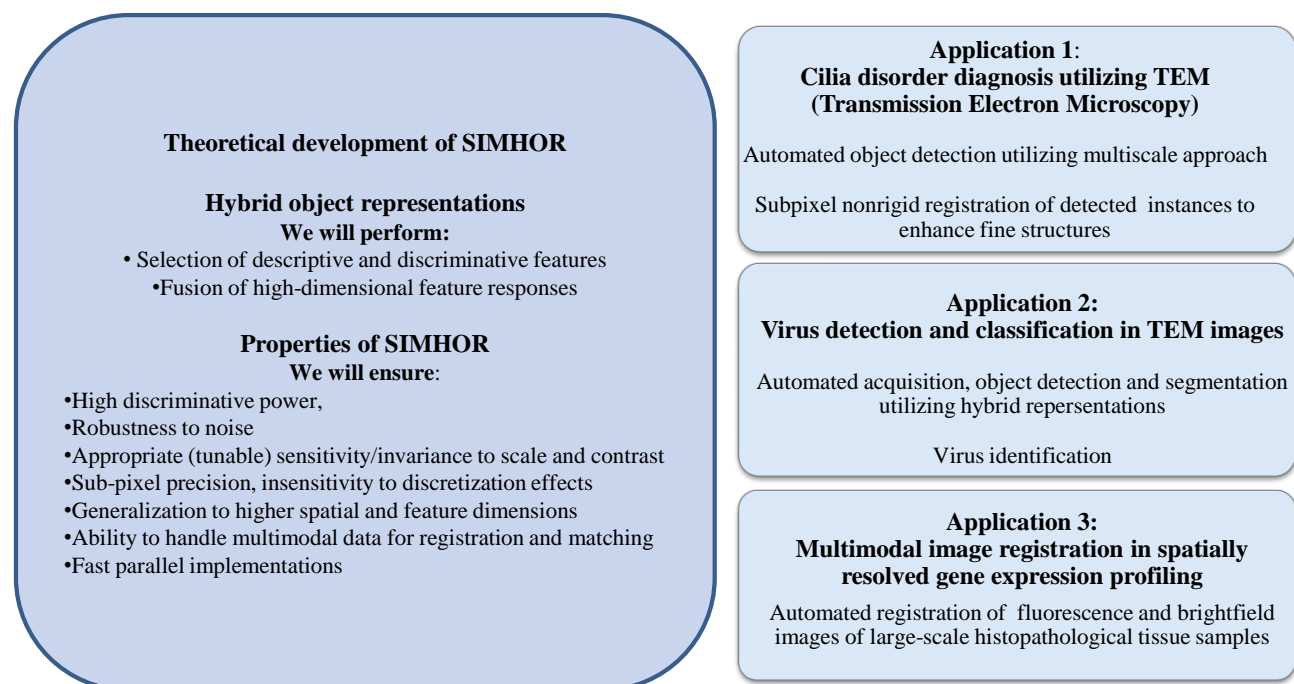 Theoretical development of SIMHOR
Hybrid object representations
We will perform:
• Selection of descriptive and discriminative features
•Fusion of high-dimensional feature responses
Properties of SIMHOR
We will ensure:
•High discriminative power,
•Robustness to noise
•Appropriate (tunable) sensitivity/invariance to scale and contrast
•Sub-pixel precision, insensitivity to discretization effects
•Generalization to higher spatial and feature dimensions
•Ability to handle multimodal data for registration and matching
•Fast parallel implementations
Application 1:
Cilia disorder diagnosis utilizing TEM
(Transmission Electron Microscopy)
Automated object detection utilizing multiscale approach
Subpixel nonrigid registration of detected instances to
enhance fine structures
Application 2:
Virus detection and classification in TEM images
Automated acquisition, object detection and segmentation
utilizing hybrid repersentations
Virus identification
Application 3:
Multimodal image registration in spatially
resolved gene expression profiling
Automated registration of fluorescence and brightfield
images of large-scale histopathological tissue samples